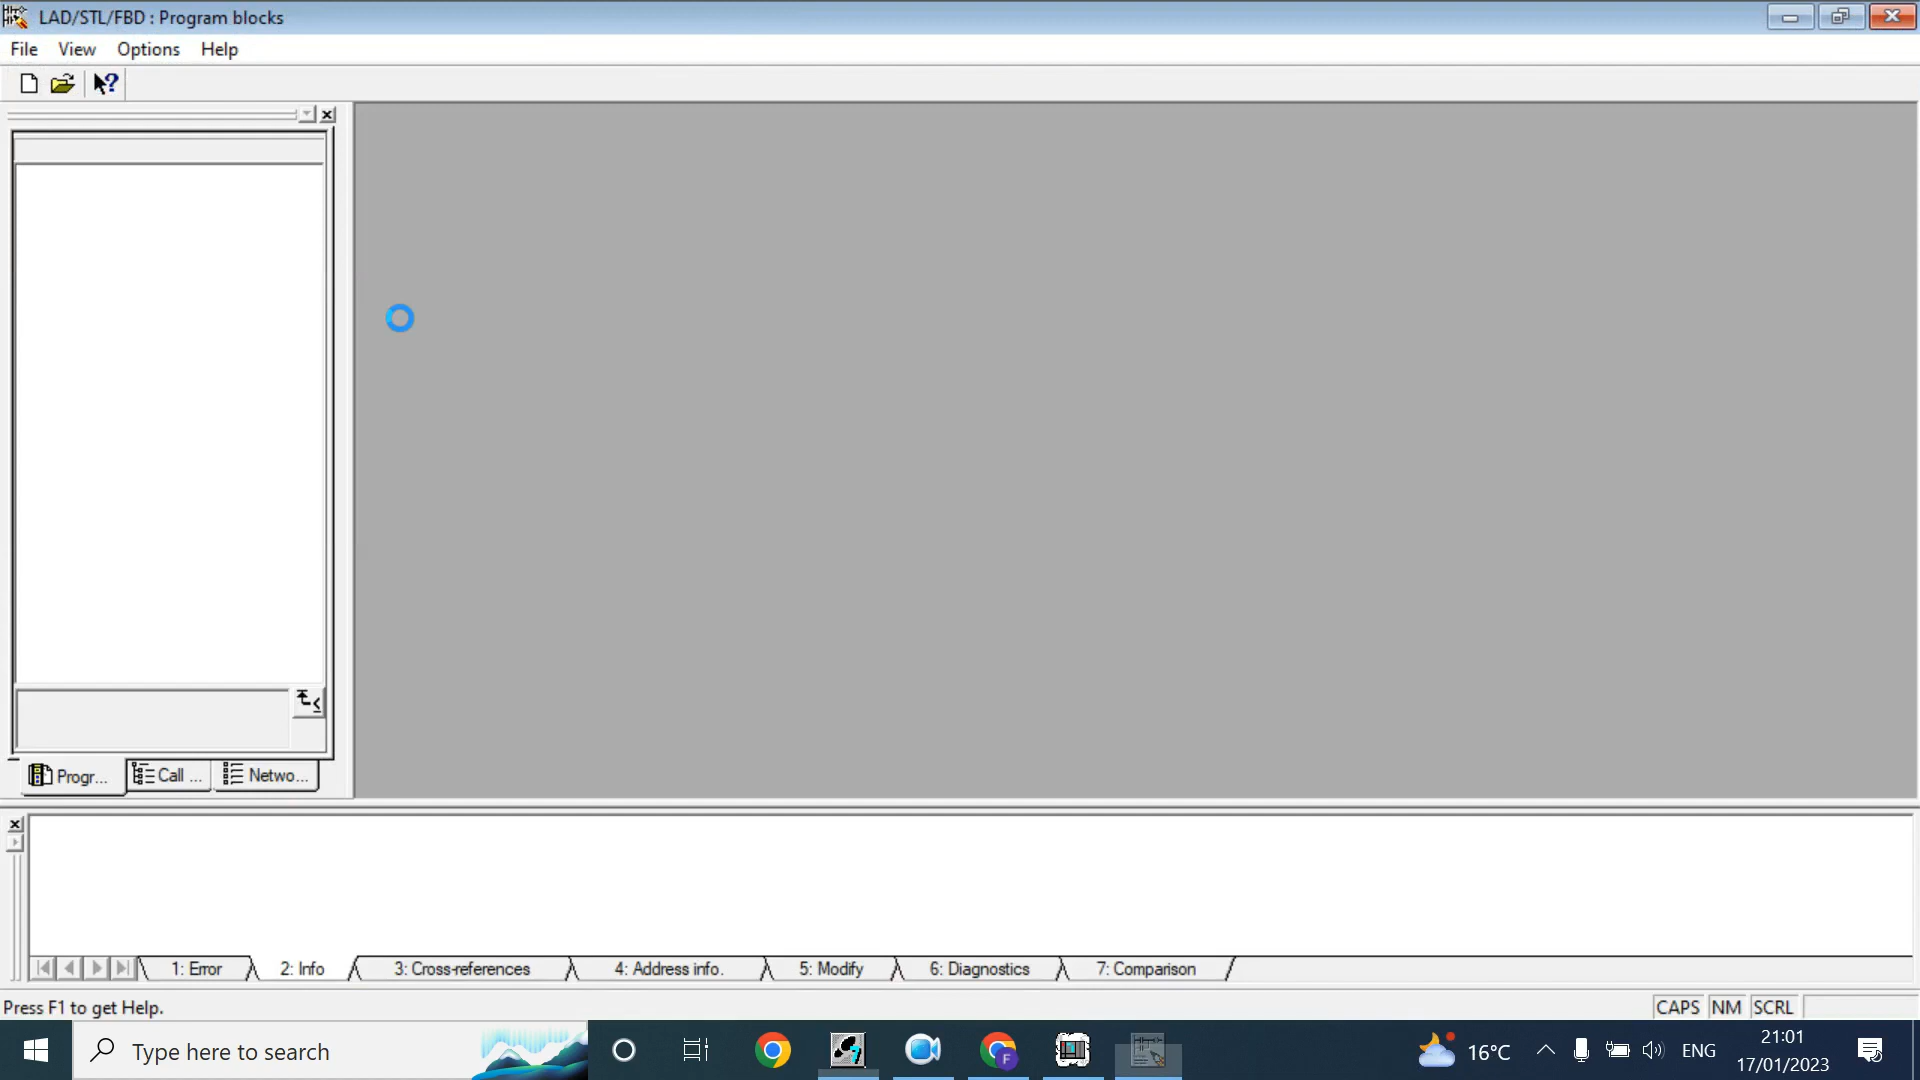 LAD/STL/FBD : Program blocks
File View Options Help
Progr... Call ... Netwo...
1: Error 2: Info 3: Cross-references 4: Address info. 5: Modify 6: Diagnostics 7: Comparison
Press F1 to get Help.
CAPS NM SCRL
Type here to search
F
16°C
ENG
21:01
17/01/2023